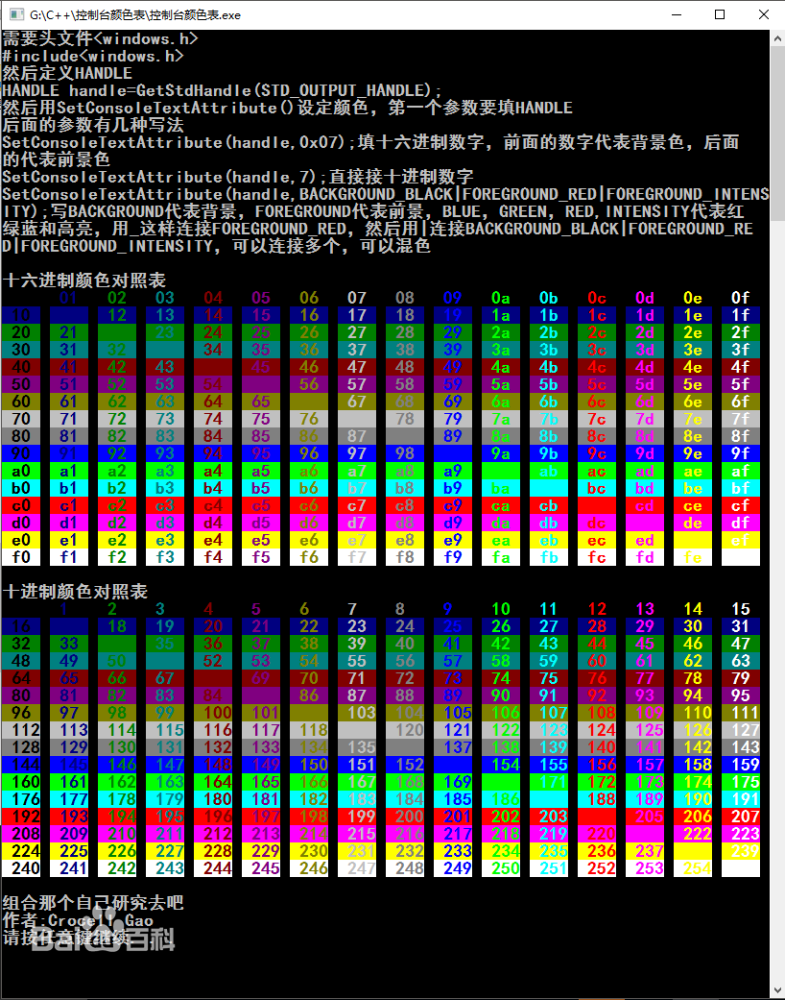 G:\C++\控制台颜色表\控制台颜色表.exe
需要头文件<windows.h>
#include<windows.h>
然后定义HANDLE
HANDLE handle=GetStdHandle(STD_OUTPUT_HANDLE);
然后用SetConsoleTextAttribute()设定颜色，第一个参数要填HANDLE
后面的参数有几种写法
SetConsoleTextAttribute(handle,0x07);填十六进制数字，前面的数字代表背景色，后面
的代表前景色
SetConsoleTextAttribute(handle,7);直接接十进制数字
SetConsoleTextAttribute(handle,BACKGROUND_BLACK|FOREGROUND_RED|FOREGROUND_INTENS
ITY);写BACKGROUND代表背景，FOREGROUND代表前景，BLUE，GREEN，RED,INTENSITY代表红
绿蓝和高亮，用_这样连接FOREGROUND_RED，然后用|连接BACKGROUND_BLACK|FOREGROUND_RE
D|FOREGROUND_INTENSITY，可以连接多个，可以混色
十六进制颜色对照表
01 02 03 04 05 06 07 08 09 0a 0b 0c 0d 0e 0f
10 12 13 14 15 16 17 18 19 1a 1b 1c 1d 1e 1f
20 21 23 24 25 26 27 28 29 2a 2b 2c 2d 2e 2f
30 31 32 34 35 36 37 38 39 3a 3b 3c 3d 3e 3f
40 41 42 43 45 46 47 48 49 4a 4b 4c 4d 4e 4f
50 51 52 53 54 56 57 58 59 5a 5b 5c 5d 5e 5f
60 61 62 63 64 65 67 68 69 6a 6b 6c 6d 6e 6f
70 71 72 73 74 75 76 78 79 7a 7b 7c 7d 7e 7f
80 81 82 83 84 85 86 87 89 8a 8b 8c 8d 8e 8f
90 91 92 93 94 95 96 97 98 9a 9b 9c 9d 9e 9f
a0 a1 a2 a3 a4 a5 a6 a7 a8 a9 ab ac ad ae af
b0 b1 b2 b3 b4 b5 b6 b7 b8 b9 ba bc bd be bf
c0 c1 c2 c3 c4 c5 c6 c7 c8 c9 ca cb cd ce cf
d0 d1 d2 d3 d4 d5 d6 d7 d8 d9 da db dc de df
e0 e1 e2 e3 e4 e5 e6 e7 e8 e9 ea eb ec ed ef
f0 f1 f2 f3 f4 f5 f6 f7 f8 f9 fa fb fc fd fe
十进制颜色对照表
1 2 3 4 5 6 7 8 9 10 11 12 13 14 15
16 18 19 20 21 22 23 24 25 26 27 28 29 30 31
32 33 35 36 37 38 39 40 41 42 43 44 45 46 47
48 49 50 52 53 54 55 56 57 58 59 60 61 62 63
64 65 66 67 69 70 71 72 73 74 75 76 77 78 79
80 81 82 83 84 86 87 88 89 90 91 92 93 94 95
96 97 98 99 100 101 103 104 105 106 107 108 109 110 111
112 113 114 115 116 117 118 120 121 122 123 124 125 126 127
128 129 130 131 132 133 134 135 137 138 139 140 141 142 143
144 145 146 147 148 149 150 151 152 154 155 156 157 158 159
160 161 162 163 164 165 166 167 168 169 171 172 173 174 175
176 177 178 179 180 181 182 183 184 185 186 188 189 190 191
192 193 194 195 196 197 198 199 200 201 202 203 205 206 207
208 209 210 211 212 213 214 215 216 217 218 219 220 222 223
224 225 226 227 228 229 230 231 232 233 234 235 236 237 239
240 241 242 243 244 245 246 247 248 249 250 251 252 253 254
组合那个自己研究去吧
作者:Crocell Gao
请按任意键继续.
Bai百科